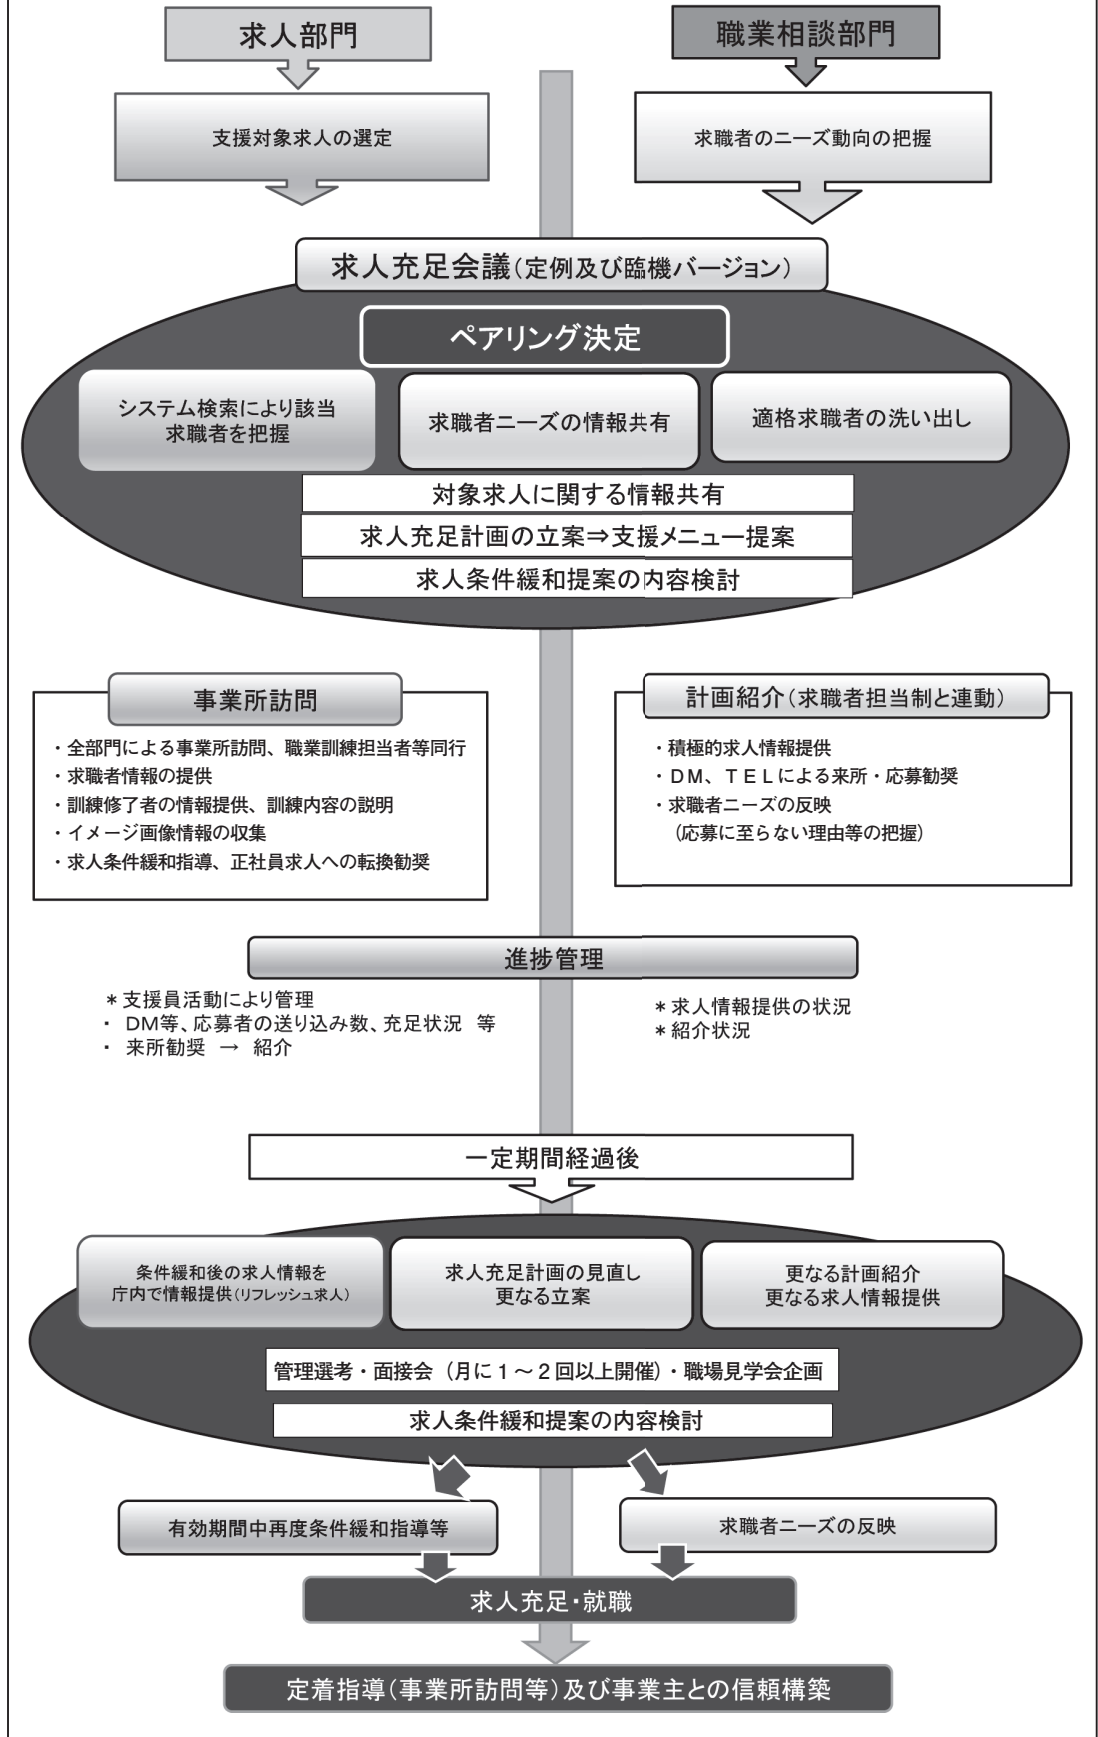 求人部門
職業相談部門
支援対象求人の選定
求職者のニーズ動向の把握
求人充足会議(定例及び臨機バージョン)
ペアリング決定
システム検索により該当
求職者を把握
求職者ニーズの情報共有
適格求職者の洗い出し
対象求人に関する情報共有
求人充足計画の立案⇒支援メニュー提案
求人条件緩和提案の内容検討
事業所訪問
・全部門による事業所訪問、職業訓練担当者等同行
・求職者情報の提供
・訓練修了者の情報提供、訓練内容の説明
・イメージ画像情報の収集
・求人条件緩和指導、正社員求人への転換勧奨
計画紹介(求職者担当制と連動)
・積極的求人情報提供
・DM、TELによる来所・応募勧奨
・求職者ニーズの反映
(応募に至らない理由等の把握)
進捗管理
*支援員活動により管理
・ DM等、応募者の送り込み数、充足状況 等
・ 来所勧奨 → 紹介
*求人情報提供の状況
*紹介状況
一定期間経過後
条件緩和後の求人情報を
庁内で情報提供(リフレッシュ求人)
求人充足計画の見直し
更なる立案
更なる計画紹介
更なる求人情報提供
管理選考・面接会(月に1~2回以上開催)・職場見学会企画
求人条件緩和提案の内容検討
有効期間中再度条件緩和指導等
求職者ニーズの反映
求人充足・就職
定着指導(事業所訪問等)及び事業主との信頼構築